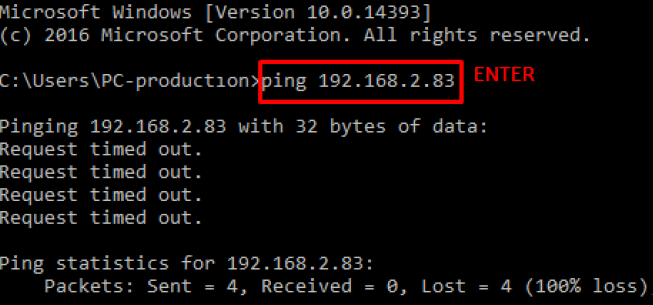 Microsoft Windows [Version 10.0.14393]
(c) 2016 Microsoft Corporation. All rights reserved.
C:\Users\PC-production>ping 192.168.2.83 ENTER
Pinging 192.168.2.83 with 32 bytes of data:
Request timed out.
Request timed out.
Request timed out.
Request timed out.
Ping statistics for 192.168.2.83:
Packets: Sent = 4, Received = 0, Lost = 4 (100% loss)